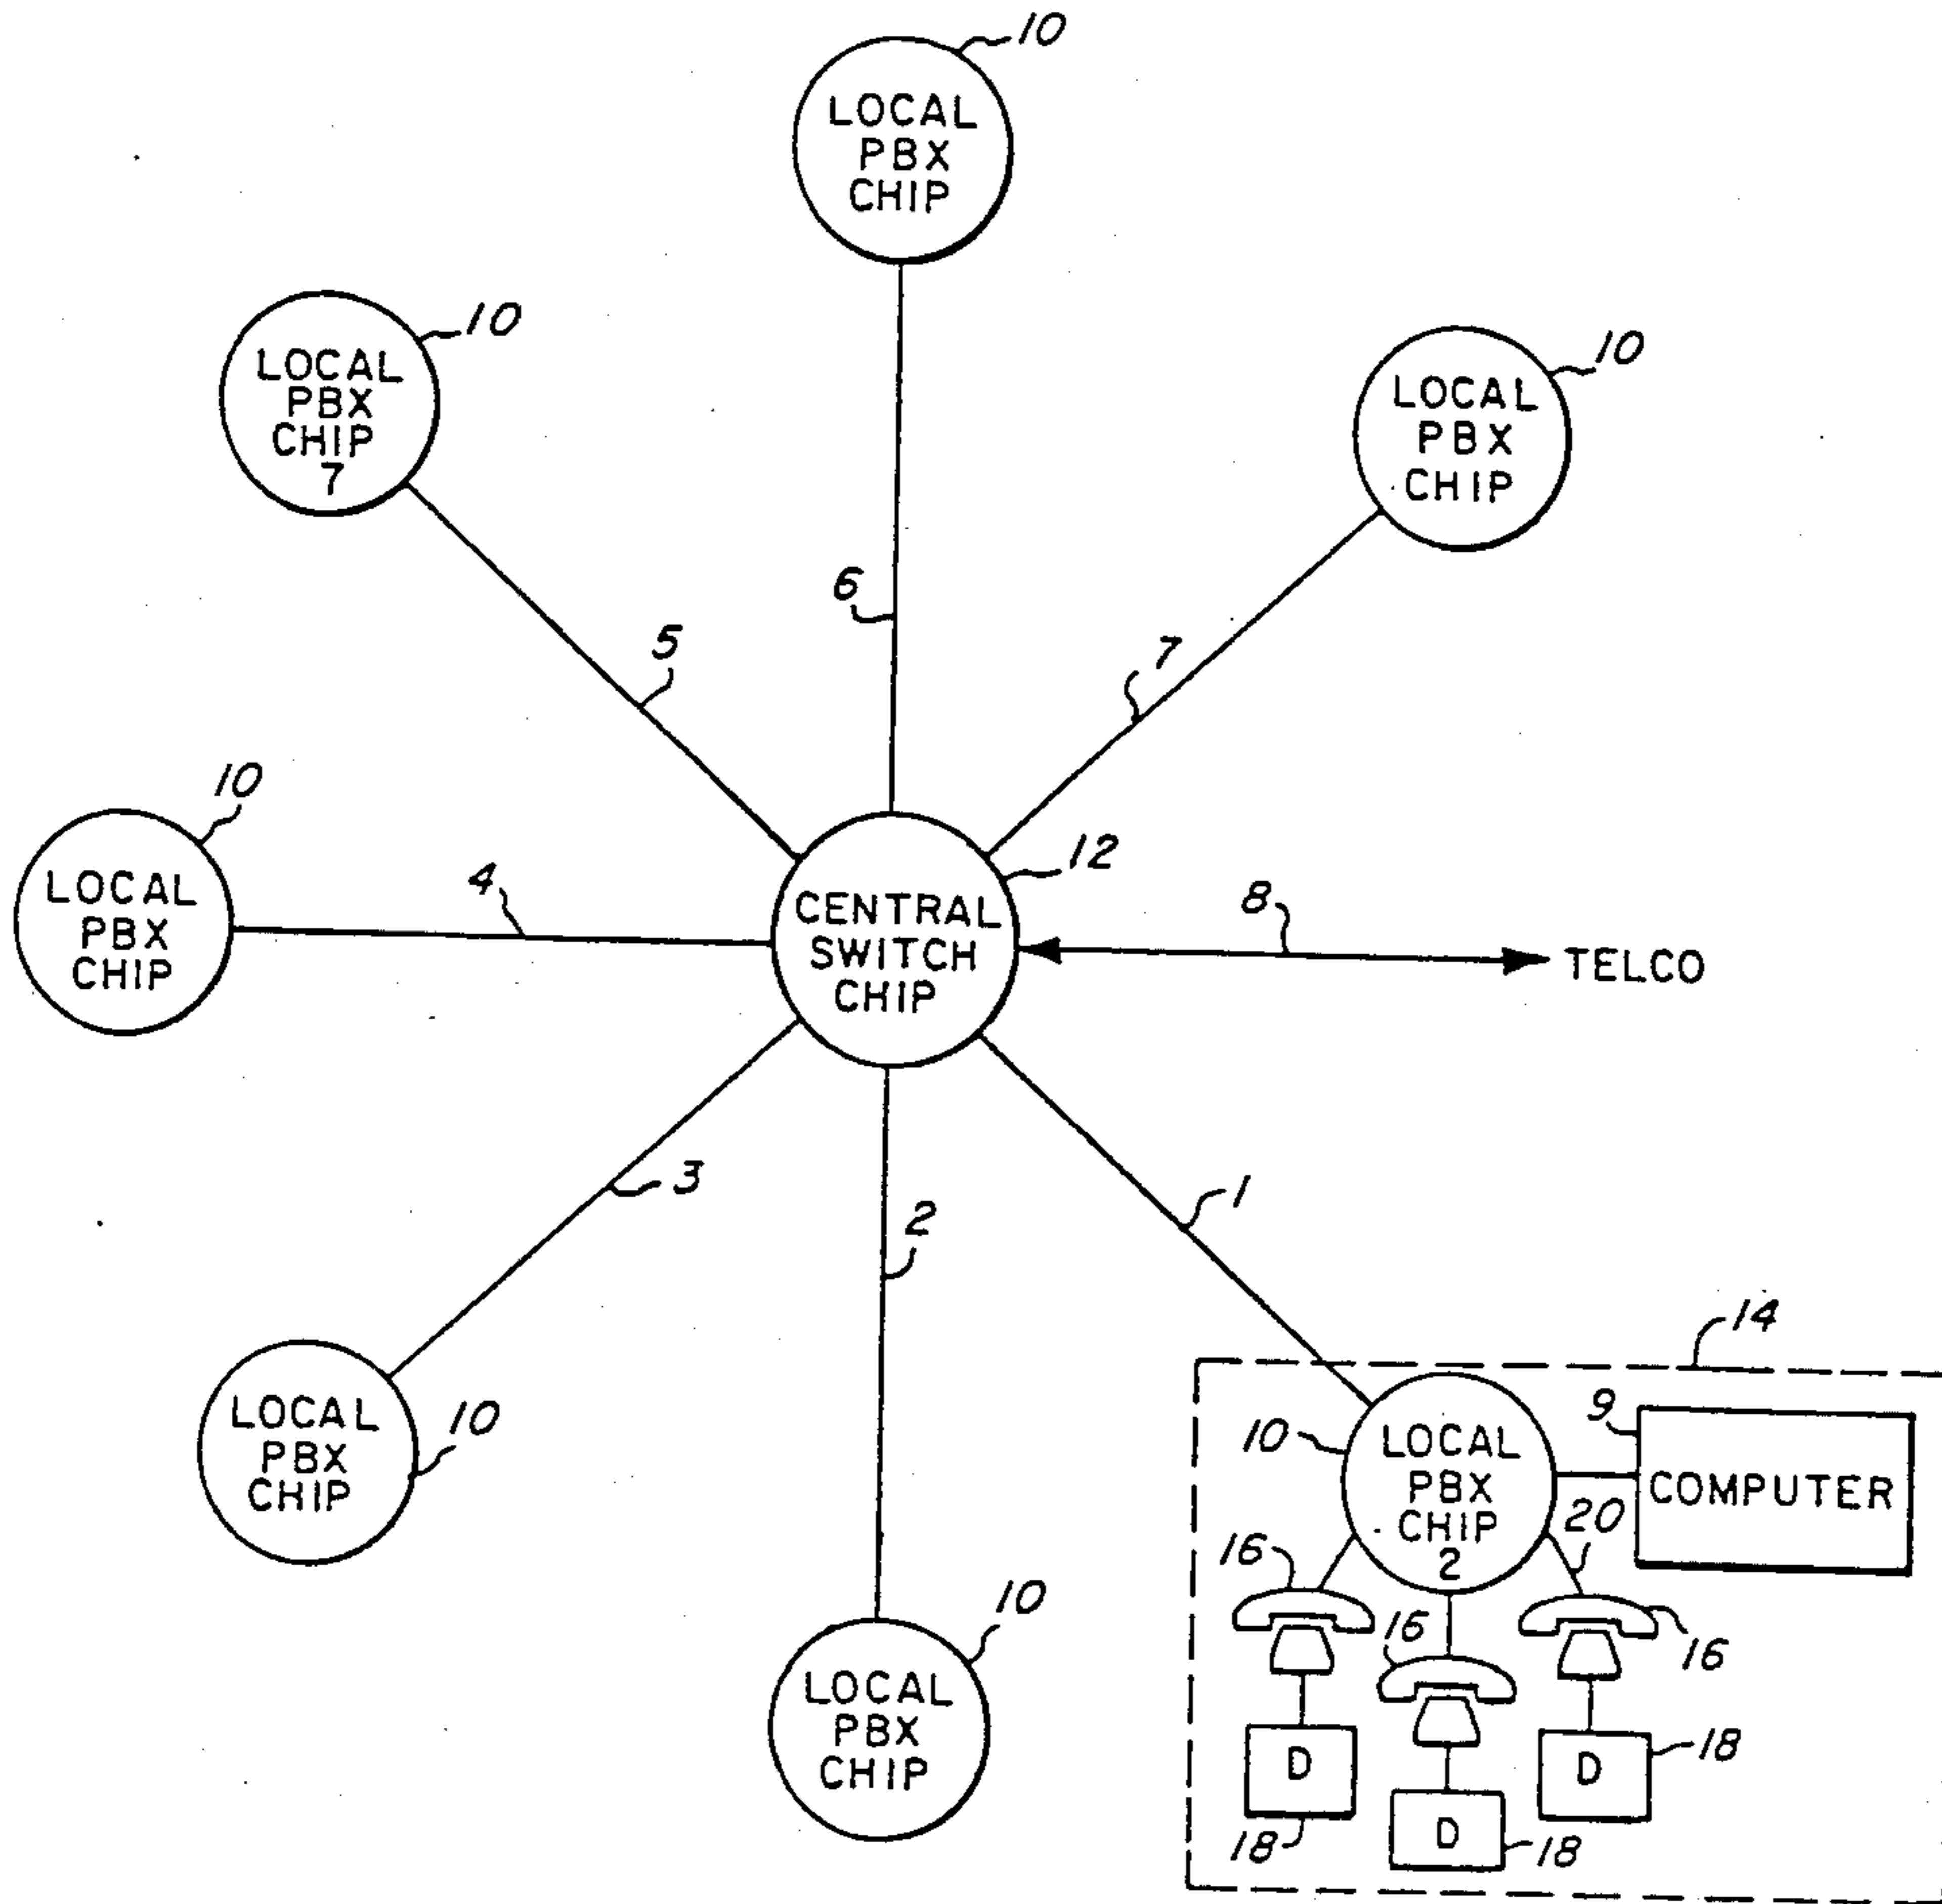 10
LOCAL
PBX
CHIP
10
LOCAL
PBX
CHIP
7
10
LOCAL
PBX
CHIP
6
5
7
10
LOCAL
PBX
CHIP
4
12
CENTRAL
SWITCH
CHIP
8
TELCO
3
2
1
10
LOCAL
PBX
CHIP
10
LOCAL
PBX
CHIP
14
10
LOCAL
PBX
CHIP
2
9
COMPUTER
20
16
16
16
D
18
D
18
D
18